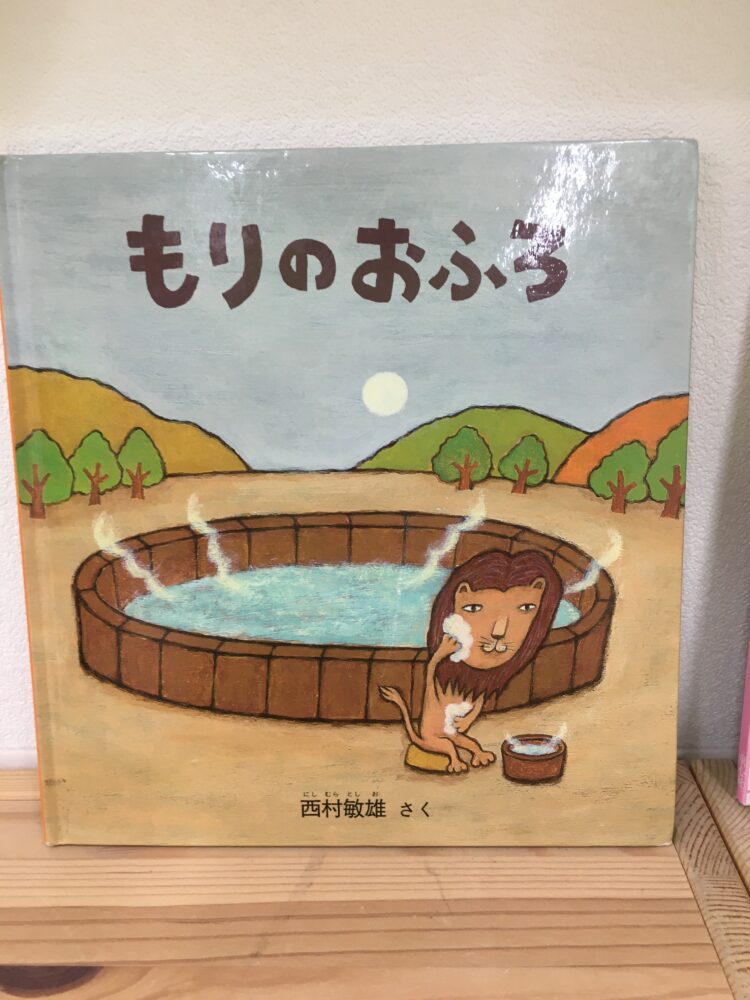 もりのおふろ
にし むら とし お
西村敏雄 さく